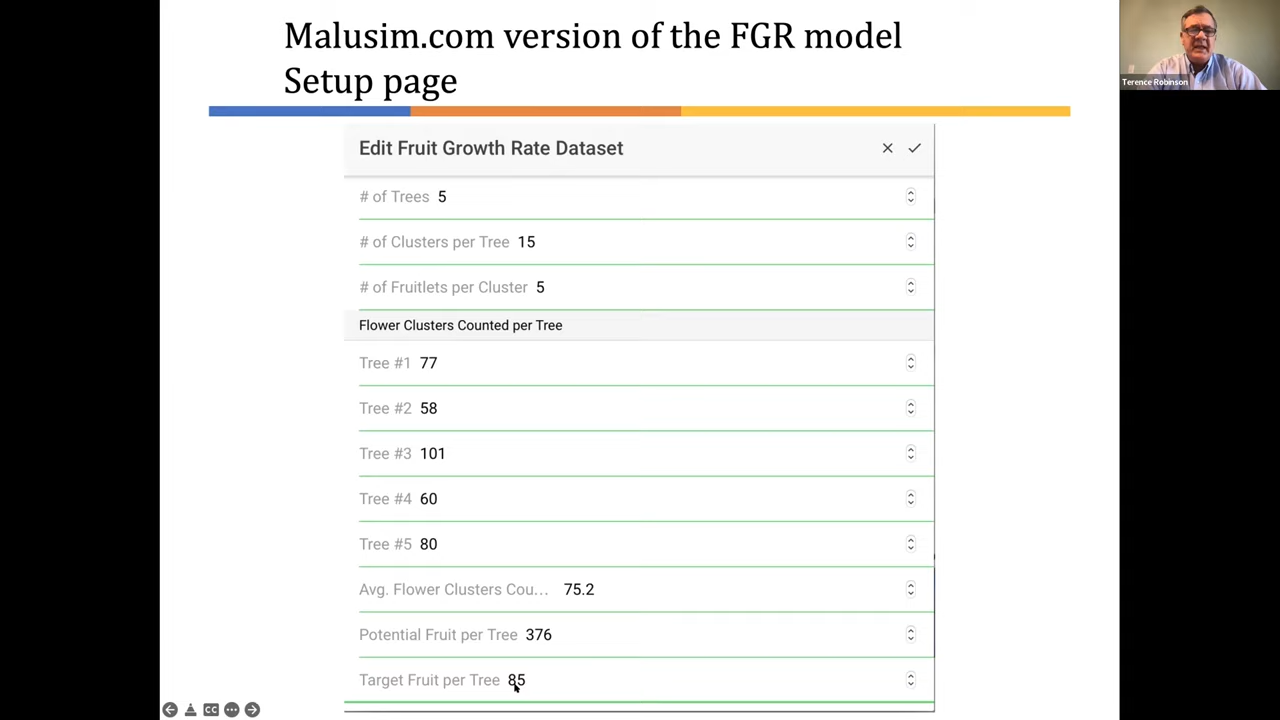 Malusim.com version of the FGR model
Setup page
Terence Robinson
Edit Fruit Growth Rate Dataset
# of Trees 5
# of Clusters per Tree 15
# of Fruitlets per Cluster 5
Flower Clusters Counted per Tree
Tree #1 77
Tree #2 58
Tree #3 101
Tree #4 60
Tree #5 80
Avg. Flower Clusters Cou... 75.2
Potential Fruit per Tree 376
Target Fruit per Tree 85
CC